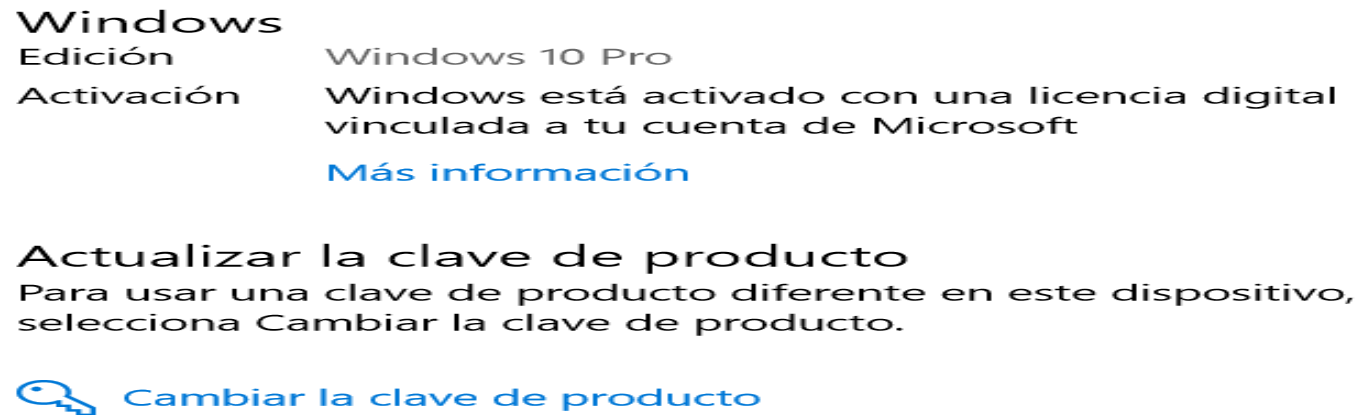 Windows
Edición Windows 10 Pro
Activación Windows está activado con una licencia digital
vinculada a tu cuenta de Microsoft
Más información
Actualizar la clave de producto
Para usar una clave de producto diferente en este dispositivo,
selecciona Cambiar la clave de producto.
Cambiar la clave de producto